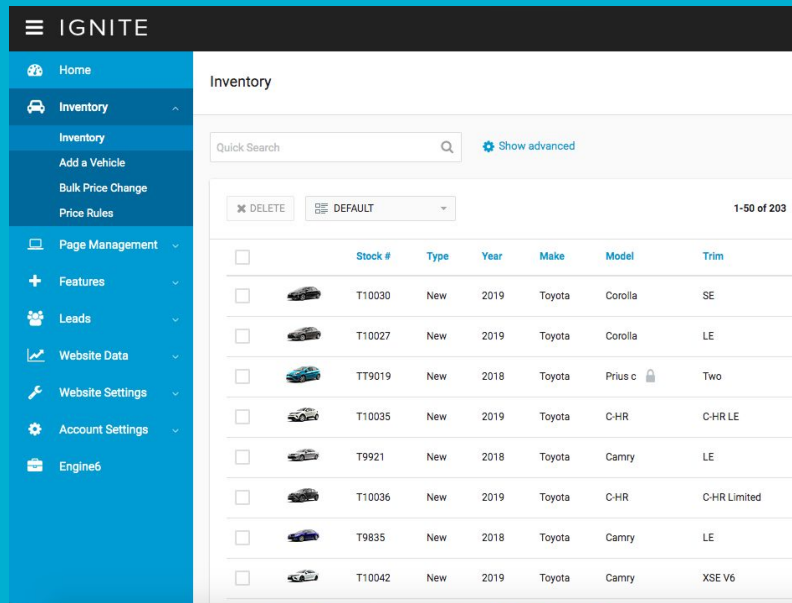 IGNITE
Home
Inventory
Inventory
Add a Vehicle
Bulk Price Change
Price Rules
Page Management
Features
Leads
Website Data
Website Settings
Account Settings
Engine6
Inventory
Quick Search
Show advanced
DELETE
DEFAULT
1-50 of 203
Stock # Type Year Make Model Trim
T10030 New 2019 Toyota Corolla SE
T10027 New 2019 Toyota Corolla LE
TT9019 New 2018 Toyota Prius c Two
T10035 New 2019 Toyota C-HR C-HR LE
T9921 New 2018 Toyota Camry LE
T10036 New 2019 Toyota C-HR C-HR Limited
T9835 New 2018 Toyota Camry LE
T10042 New 2019 Toyota Camry XSE V6